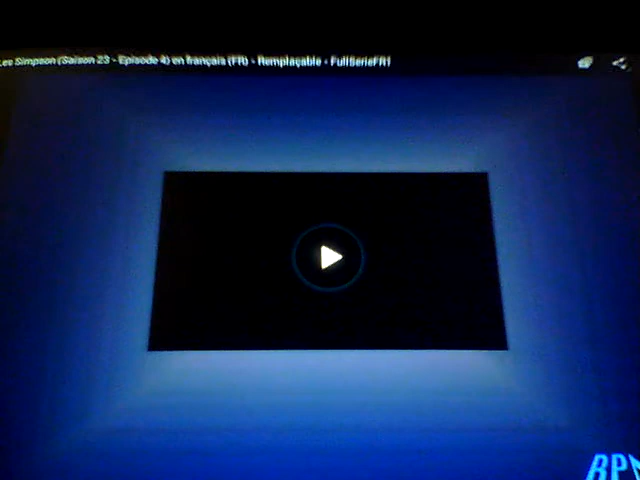 Les Simpson (Saison 23 - Episode 4) en français (FR) - Remplaçable - FullSerieFR1